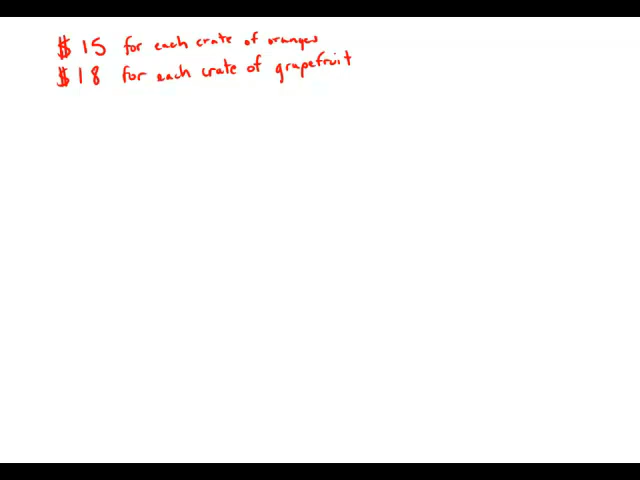 $ 15 for each crate of oranges
$ 18 for each crate of grapefruit